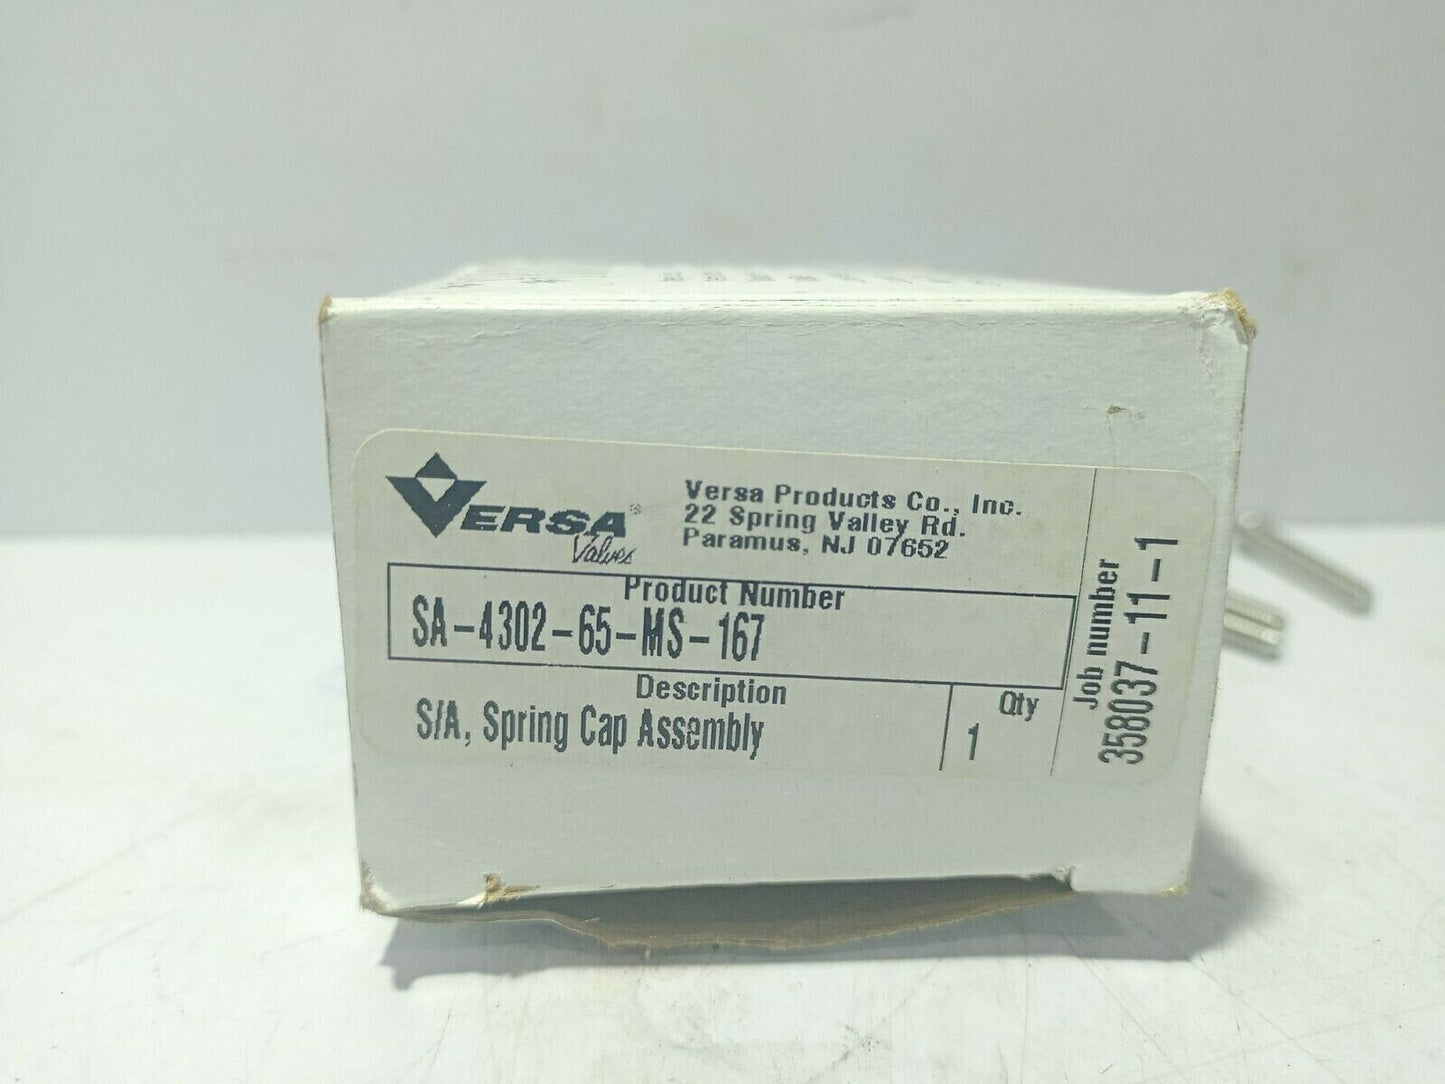 VERSA®
Valves
Versa Products Co., Inc.
22 Spring Valley Rd.
Paramus, NJ 07652
Product Number
SA-4302-65-MS-167
Description
S/A, Spring Cap Assembly
Qty
1
Job number
358037-11-1